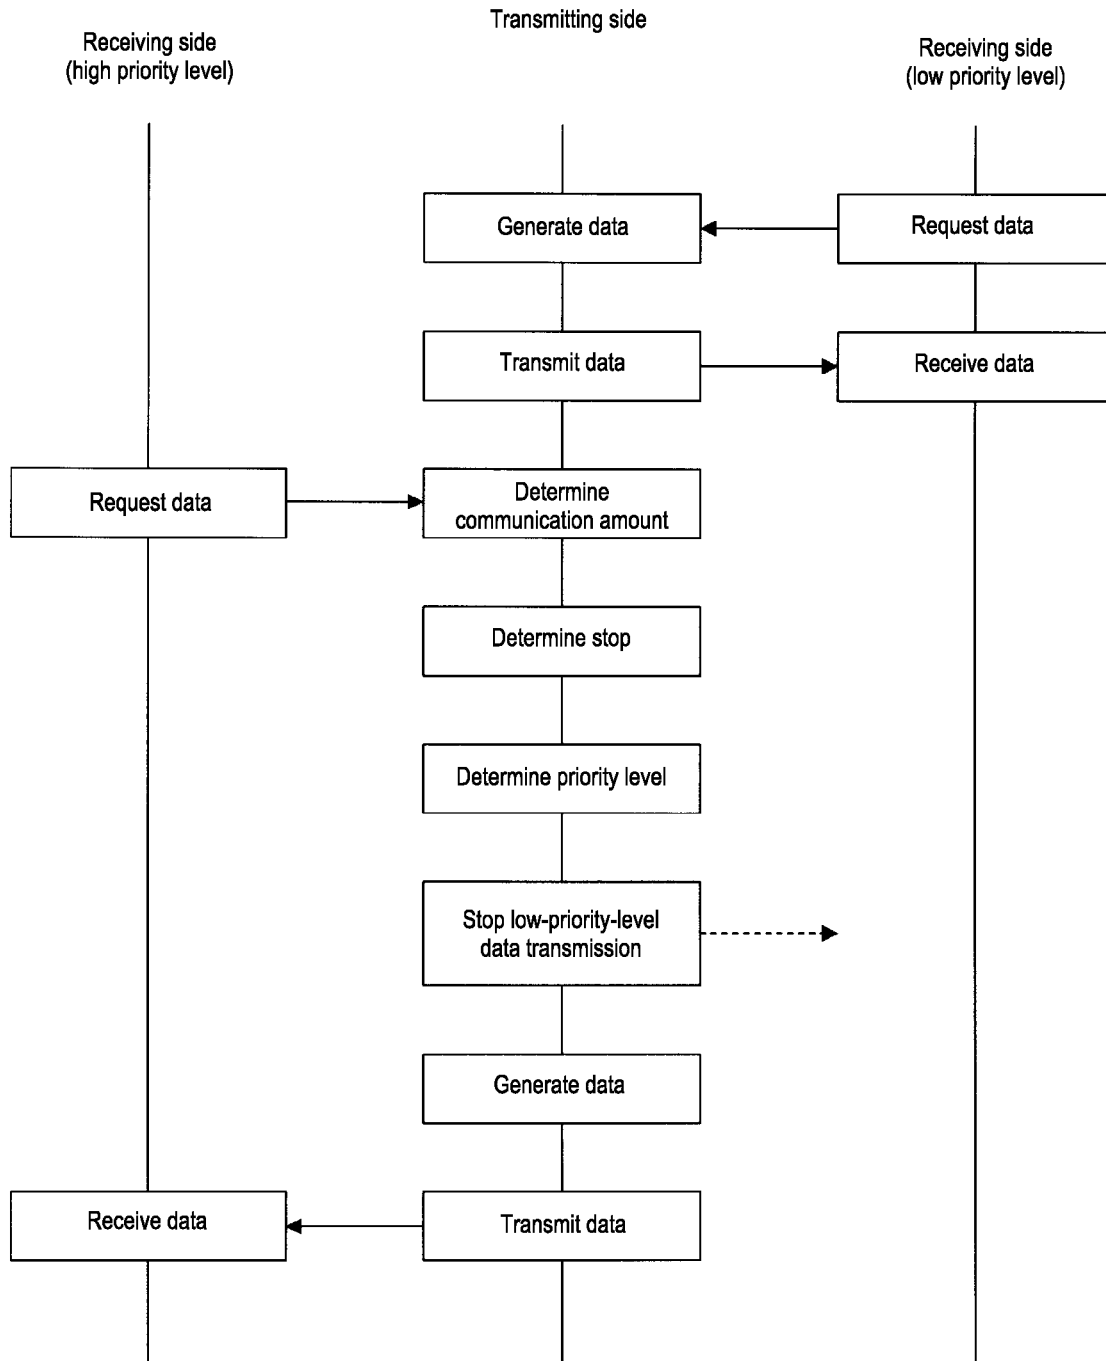 Transmitting side
Receiving side
(high priority level)
Receiving side
(low priority level)
Generate data
Request data
Transmit data
Receive data
Request data
Determine
communication amount
Determine stop
Determine priority level
Stop low-priority-level
data transmission
Generate data
Receive data
Transmit data